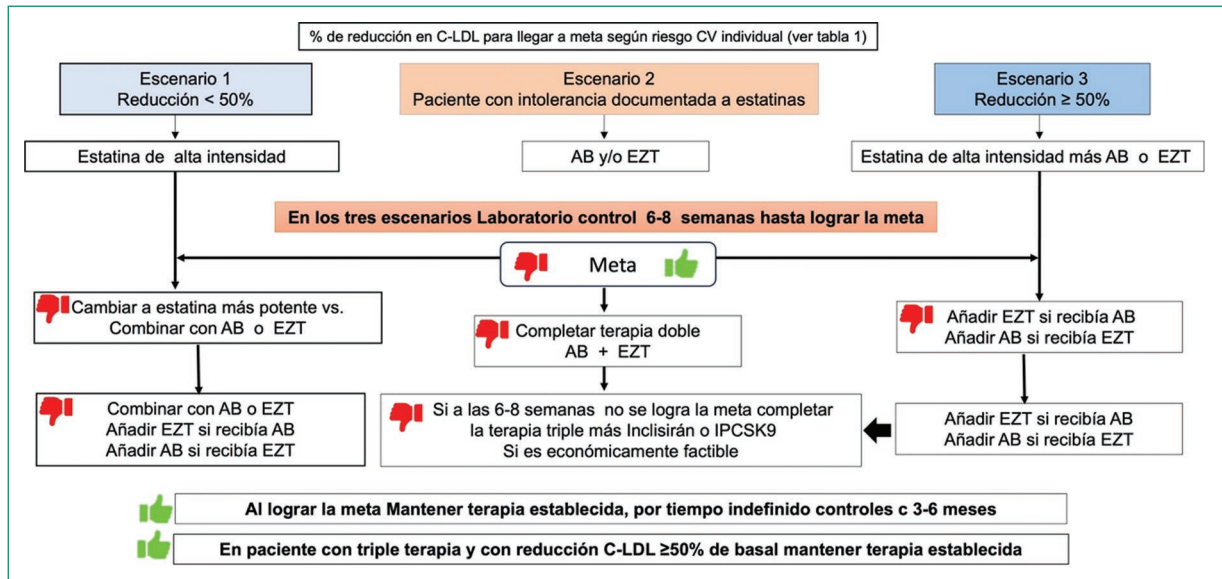 % de reducción en C-LDL para llegar a meta según riesgo CV individual (ver tabla 1)
Escenario 1
Reducción < 50%
Escenario 2
Paciente con intolerancia documentada a estatinas
Escenario 3
Reducción ≥ 50%
Estatina de alta intensidad
AB y/o EZT
Estatina de alta intensidad más AB o EZT
En los tres escenarios Laboratorio control 6-8 semanas hasta lograr la meta
Meta
Cambiar a estatina más potente vs.
Combinar con AB o EZT
Completar terapia doble
AB + EZT
Añadir EZT si recibía AB
Añadir AB si recibía EZT
Combinar con AB o EZT
Añadir EZT si recibía AB
Añadir AB si recibía EZT
Si a las 6-8 semanas no se logra la meta completar
la terapia triple más Inclisirán o IPCSK9
Si es económicamente factible
Añadir EZT si recibía AB
Añadir AB si recibía EZT
Al lograr la meta Mantener terapia establecida, por tiempo indefinido controles c 3-6 meses
En paciente con triple terapia y con reducción C-LDL ≥50% de basal mantener terapia establecida